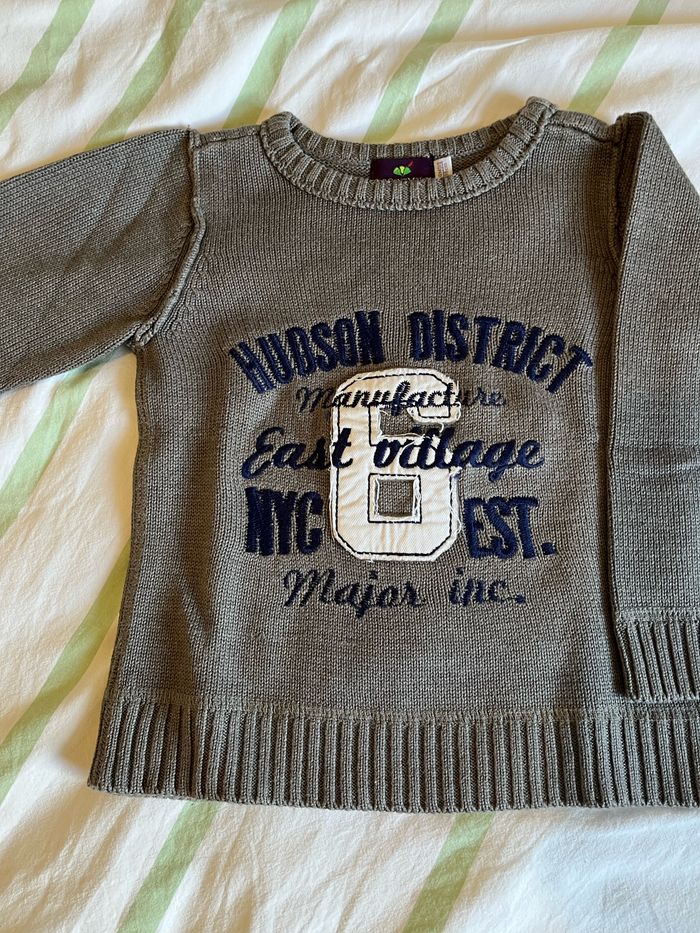 HUDSON DISTRICT
Manufacture
East village
NYC 6 EST.
Major inc.